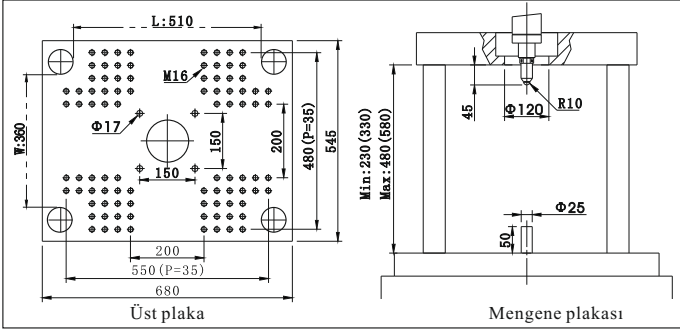 L:510
M16
Φ17
W:360
150
150
200
480(P=35)
545
200
550(P=35)
680
Üst plaka
45
R10
Φ120
Min:230(330)
Max:480(580)
Φ25
50
Mengene plakası